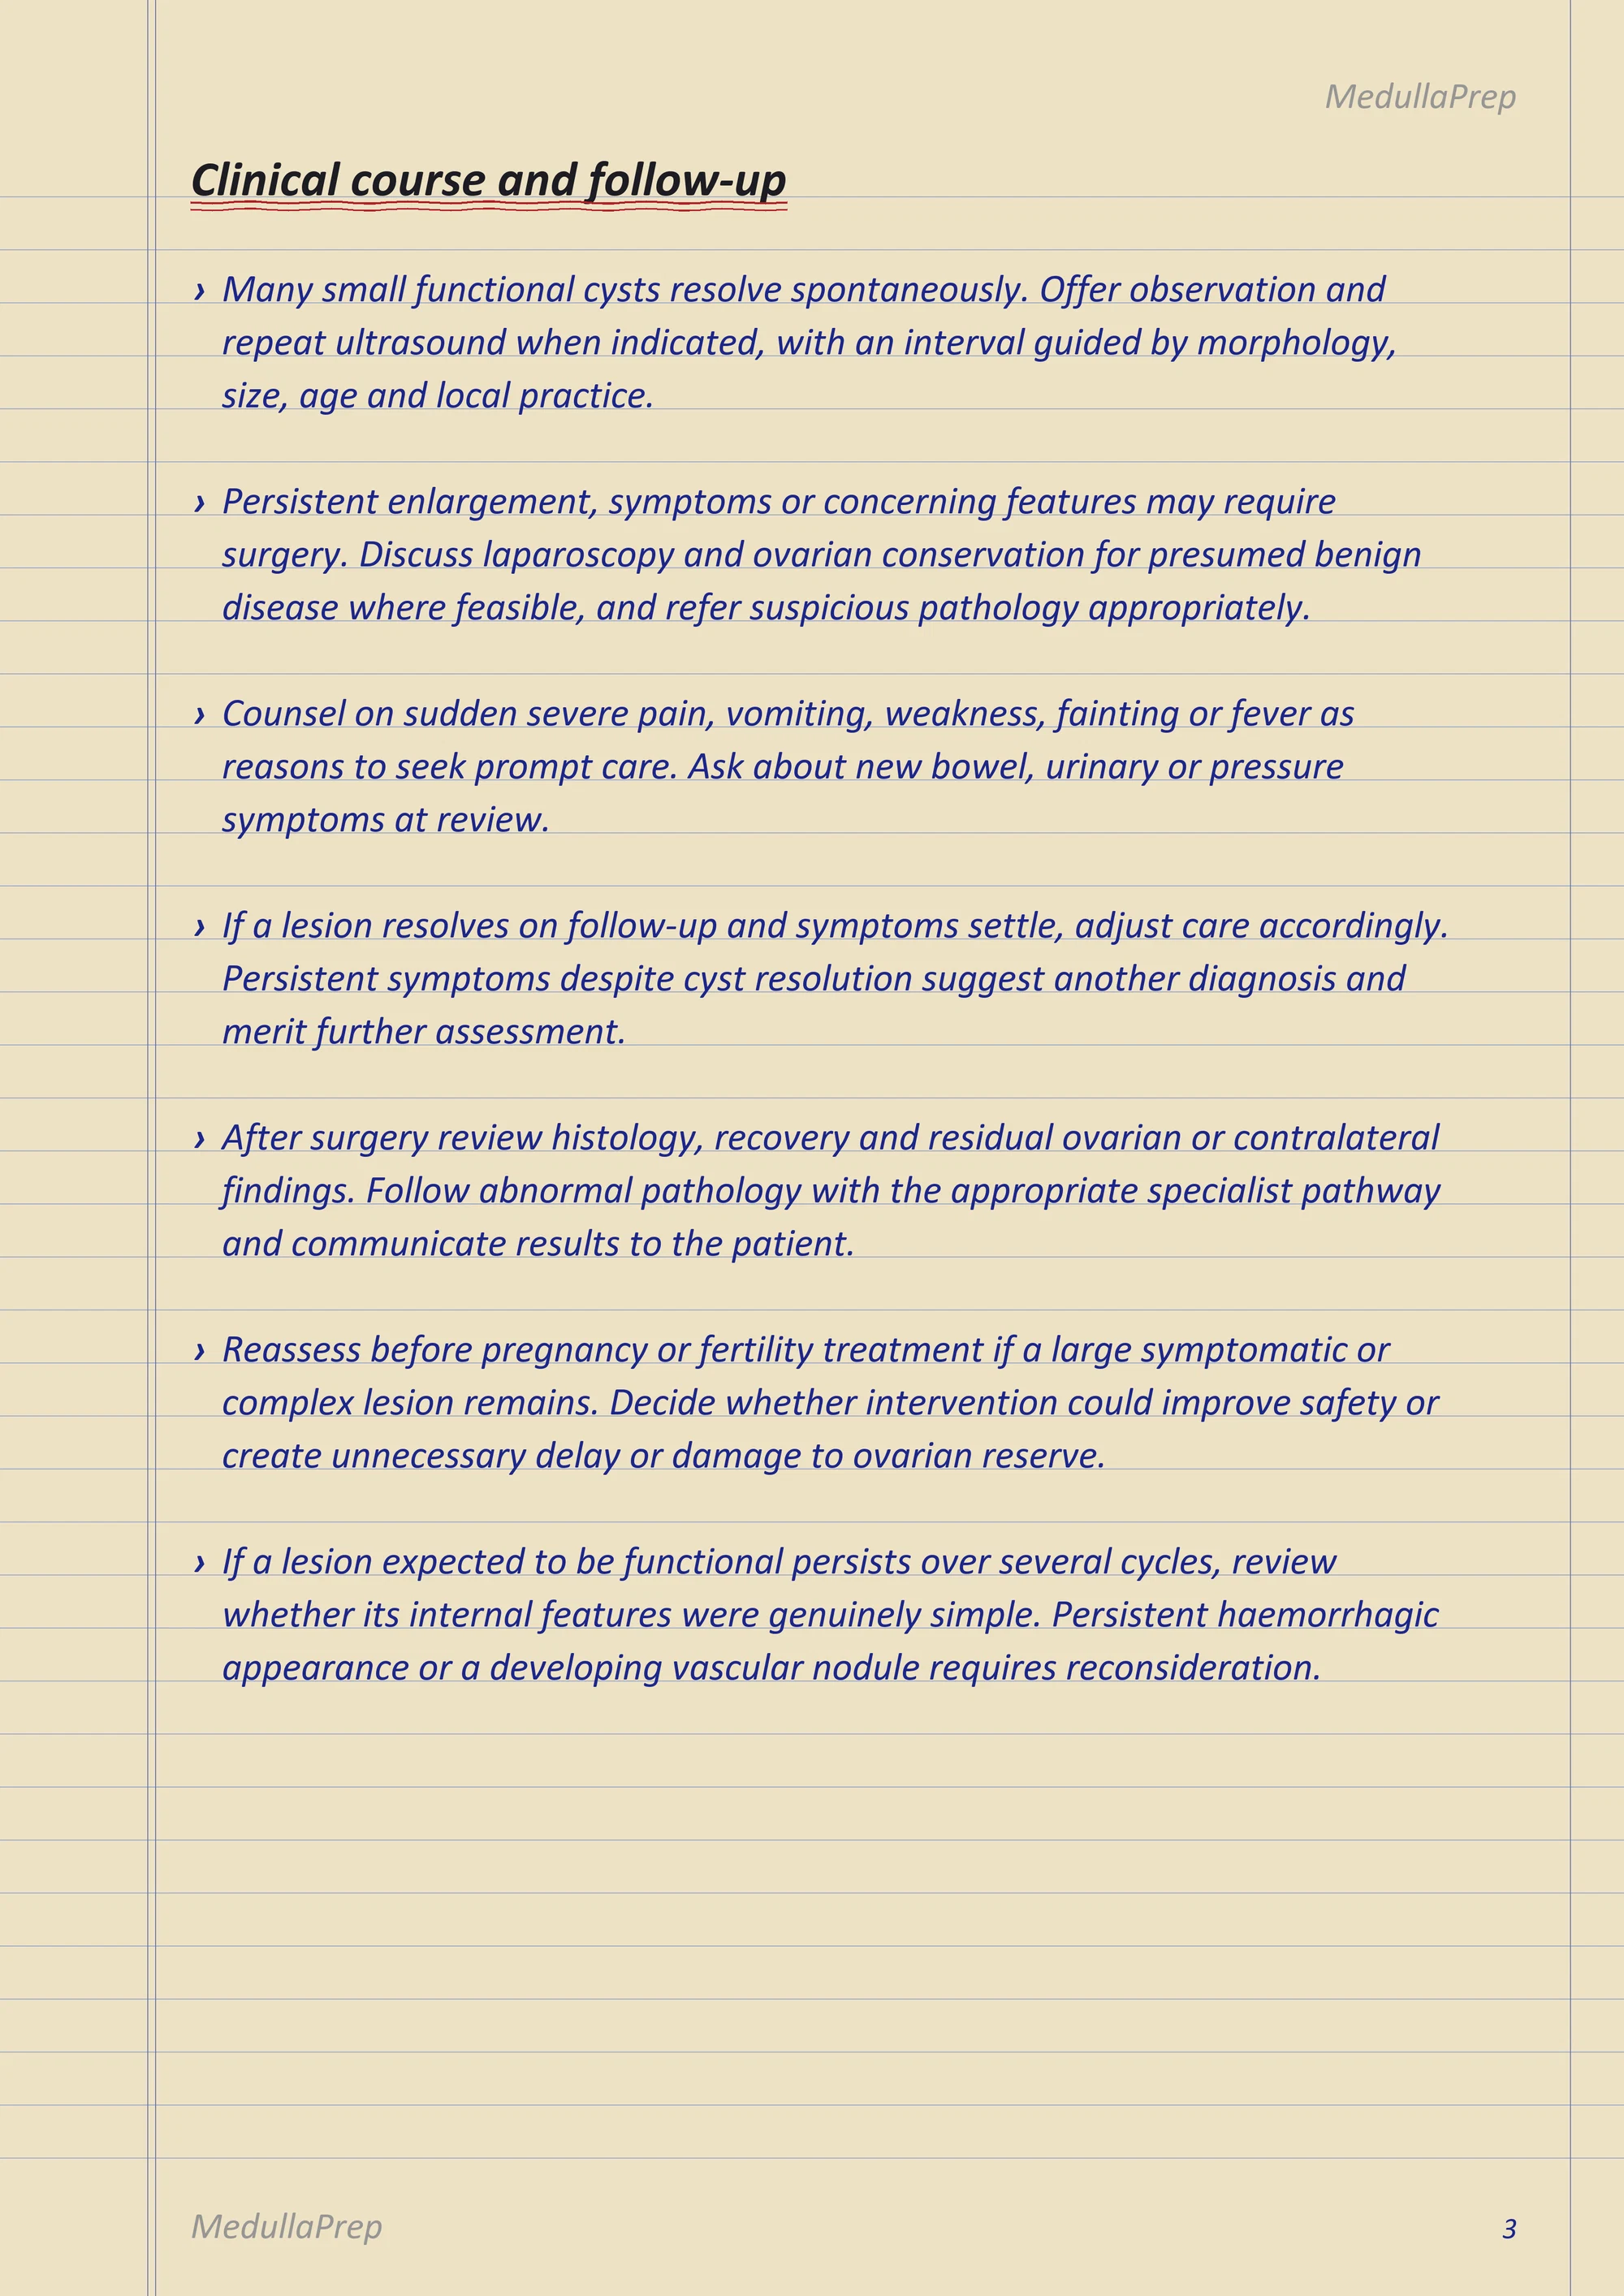 MedullaPrep
Clinical course and follow-up
› Many small functional cysts resolve spontaneously. Offer observation and
repeat ultrasound when indicated, with an interval guided by morphology,
size, age and local practice.
› Persistent enlargement, symptoms or concerning features may require
surgery. Discuss laparoscopy and ovarian conservation for presumed benign
disease where feasible, and refer suspicious pathology appropriately.
› Counsel on sudden severe pain, vomiting, weakness, fainting or fever as
reasons to seek prompt care. Ask about new bowel, urinary or pressure
symptoms at review.
› If a lesion resolves on follow-up and symptoms settle, adjust care accordingly.
Persistent symptoms despite cyst resolution suggest another diagnosis and
merit further assessment.
› After surgery review histology, recovery and residual ovarian or contralateral
findings. Follow abnormal pathology with the appropriate specialist pathway
and communicate results to the patient.
› Reassess before pregnancy or fertility treatment if a large symptomatic or
complex lesion remains. Decide whether intervention could improve safety or
create unnecessary delay or damage to ovarian reserve.
› If a lesion expected to be functional persists over several cycles, review
whether its internal features were genuinely simple. Persistent haemorrhagic
appearance or a developing vascular nodule requires reconsideration.
MedullaPrep
3